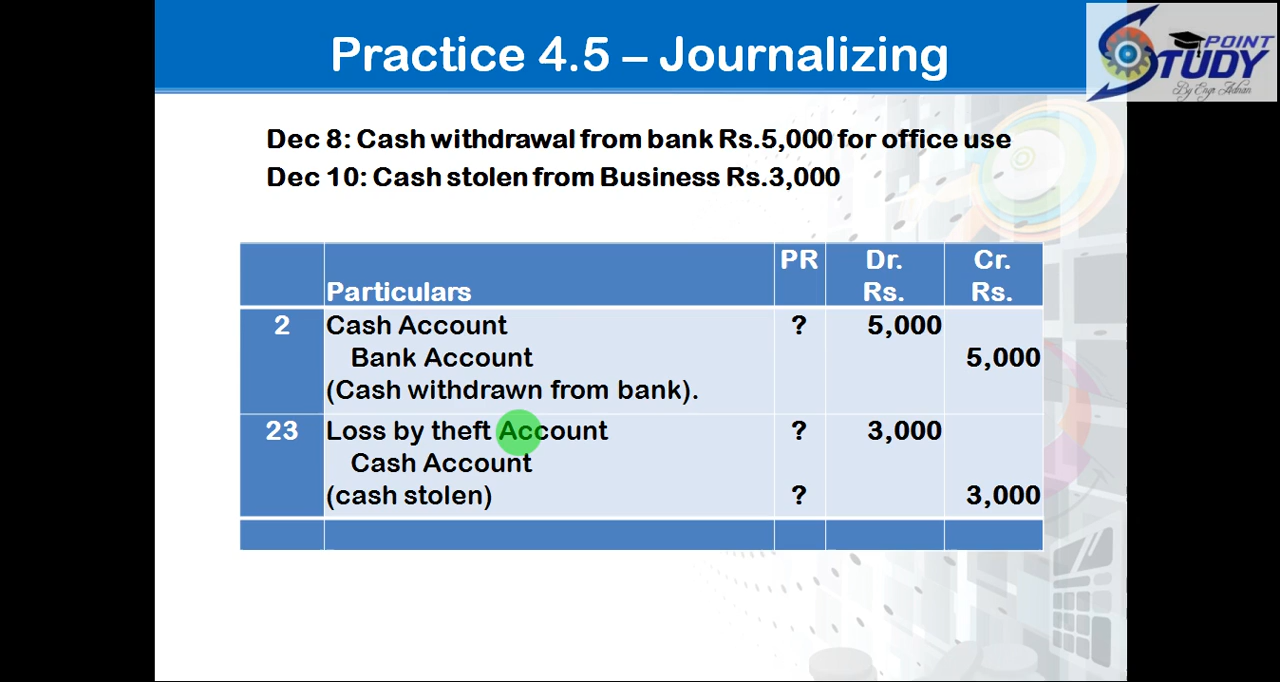 Practice 4.5 – Journalizing
POINT
STUDY
By Engr Adnan
Dec 8: Cash withdrawal from bank Rs.5,000 for office use
Dec 10: Cash stolen from Business Rs.3,000
Particulars PR Dr. Rs. Cr. Rs.
2 Cash Account ? 5,000
Bank Account 5,000
(Cash withdrawn from bank).
23 Loss by theft Account ? 3,000
Cash Account
(cash stolen) ? 3,000